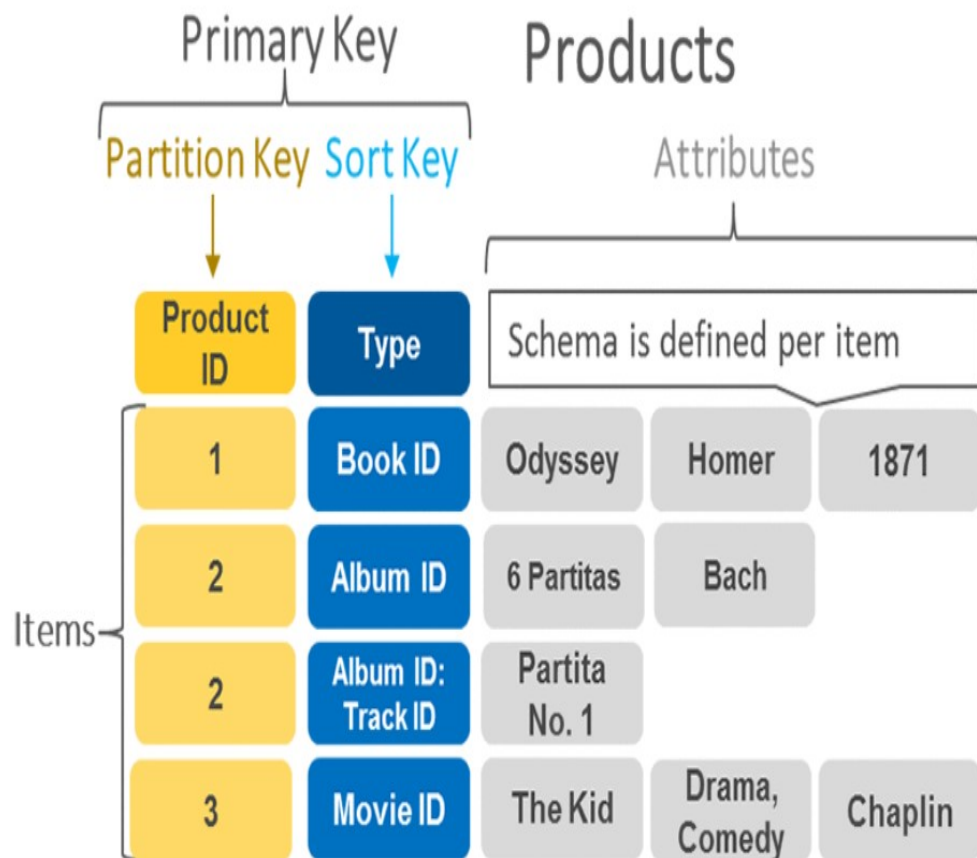 Primary Key
Products
Partition Key
Sort Key
Attributes
Product
ID
Type
Schema is defined per item
Items
1
Book ID
Odyssey
Homer
1871
2
Album ID
6 Partitas
Bach
2
Album ID:
Track ID
Partita
No. 1
3
Movie ID
The Kid
Drama,
Comedy
Chaplin